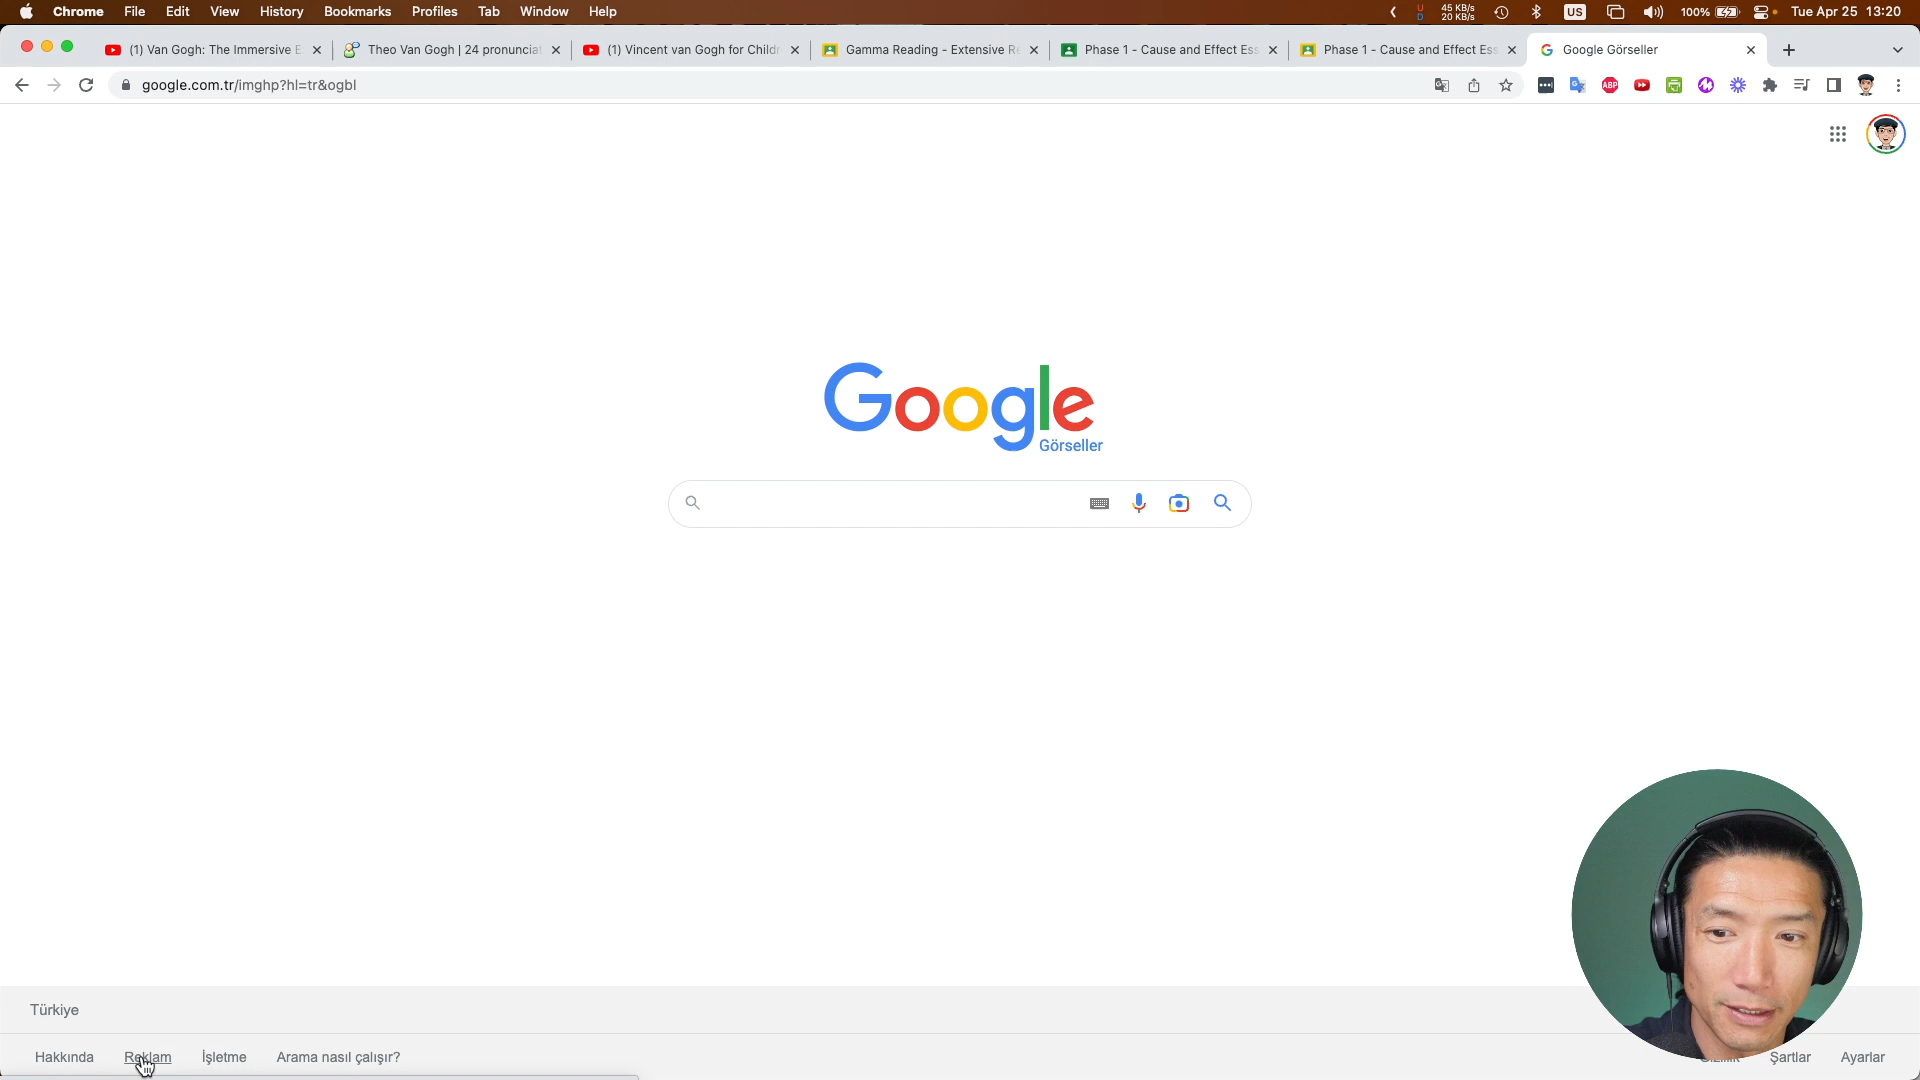 Chrome File Edit View History Bookmarks Profiles Tab Window Help
U 45 KB/s
D 20 KB/s
US
100%
Tue Apr 25 13:20
(1) Van Gogh: The Immersive E
Theo Van Gogh | 24 pronunciat
(1) Vincent van Gogh for Childr
Gamma Reading - Extensive Re
Phase 1 - Cause and Effect Ess
Phase 1 - Cause and Effect Ess
Google Görseller
google.com.tr/imghp?hl=tr&ogbl
ABP
Google
Görseller
Türkiye
Hakkında Reklam İşletme Arama nasıl çalışır? Şartlar Ayarlar